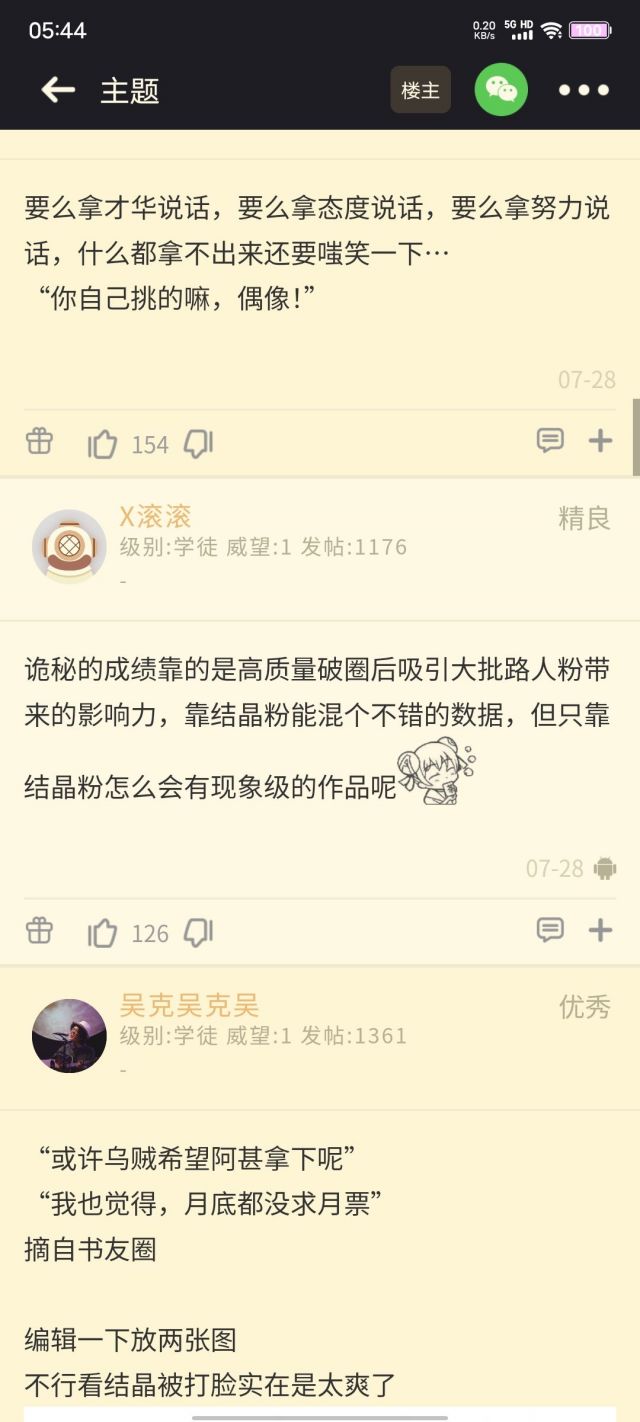 05:44
0.20 KB/s 5G HD 100
主题 楼主
要么拿才华说话，要么拿态度说话，要么拿努力说
话，什么都拿不出来还要嗤笑一下…
“你自己挑的嘛，偶像！”
07-28
154
X滚滚 精良
级别:学徒 威望:1 发帖:1176
-
诡秘的成绩靠的是高质量破圈后吸引大批路人粉带
来的影响力，靠结晶粉能混个不错的数据，但只靠
结晶粉怎么会有现象级的作品呢
07-28
126
吴克吴克吴 优秀
级别:学徒 威望:1 发帖:1361
-
“或许乌贼希望阿甚拿下呢”
“我也觉得，月底都没求月票”
摘自书友圈
编辑一下放两张图
不行看结晶被打脸实在是太爽了